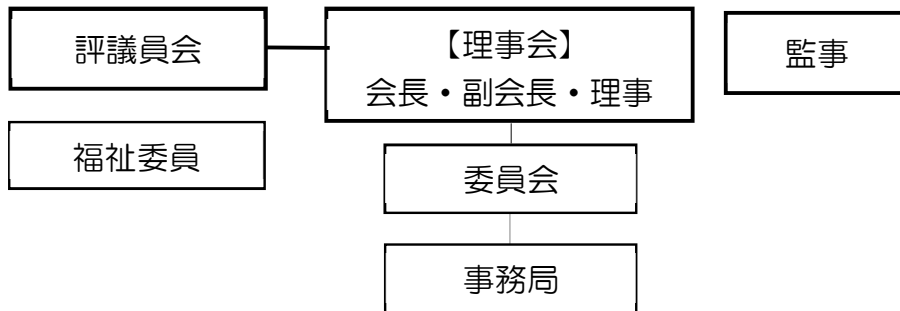 評議員会
【理事会】
会長・副会長・理事
監事
福祉委員
委員会
事務局